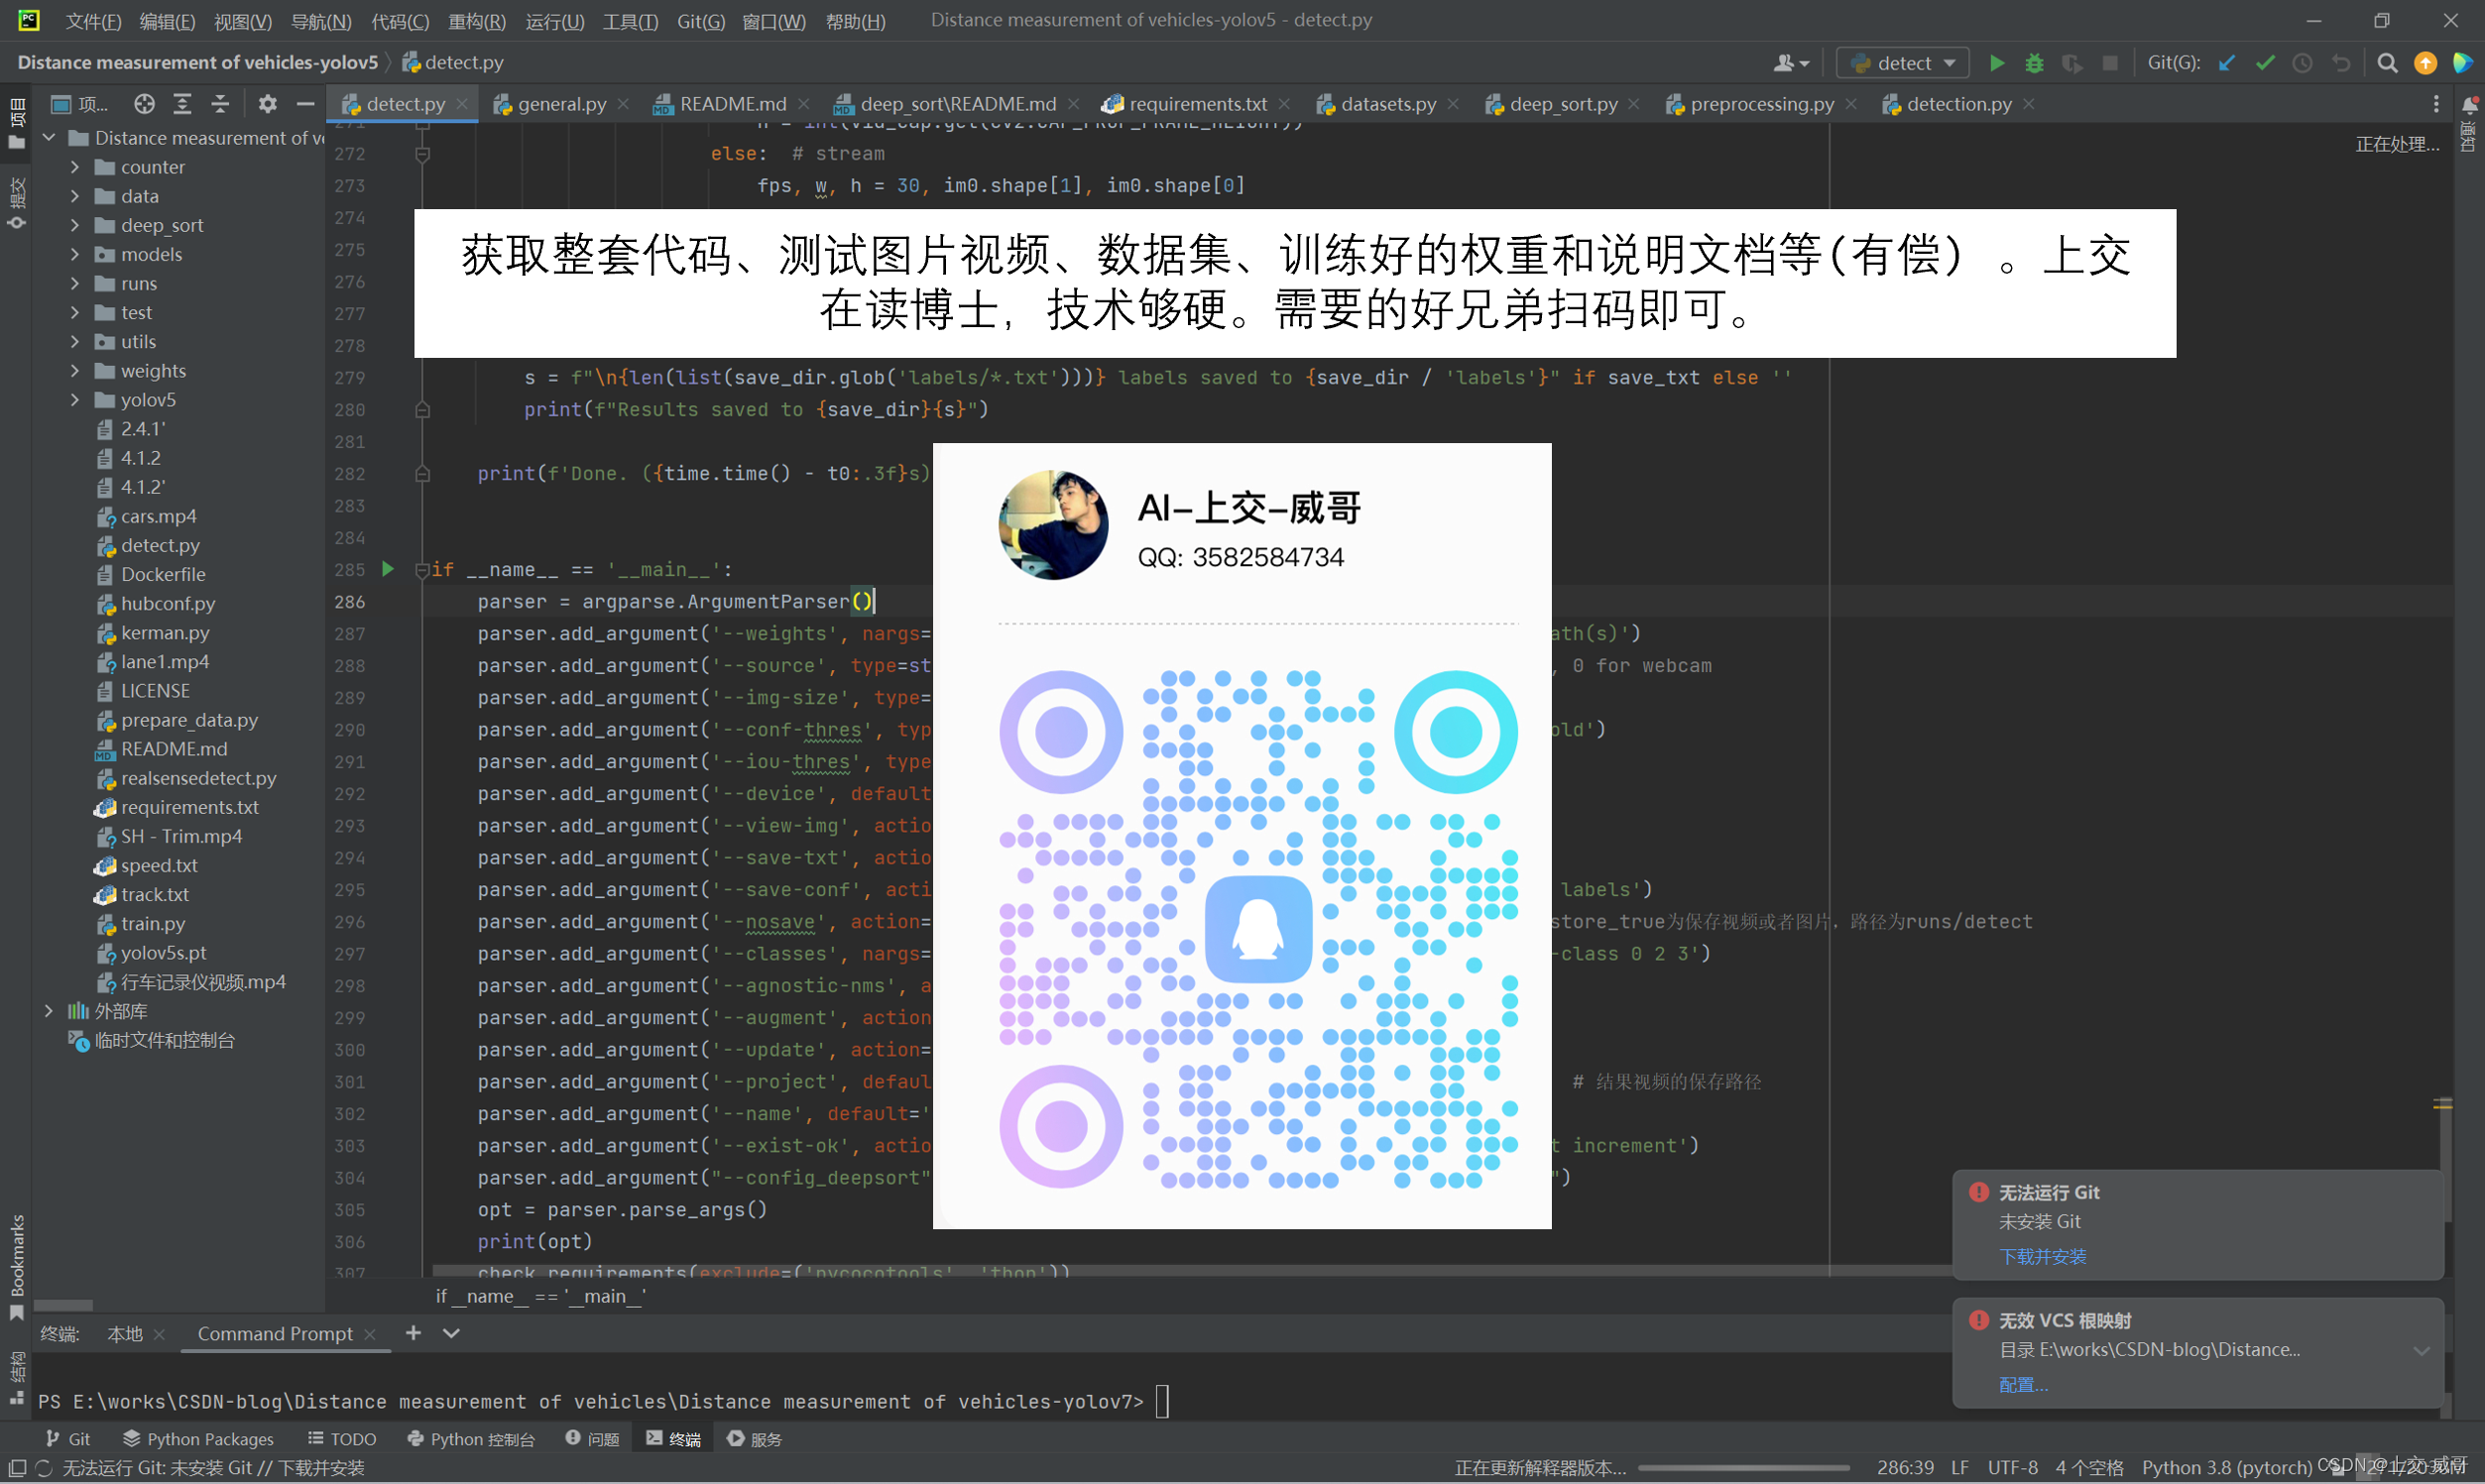 文件(F) 编辑(E) 视图(V) 导航(N) 代码(C) 重构(R) 运行(U) 工具(T) Git(G) 窗口(W) 帮助(H) Distance measurement of vehicles-yolov5 - detect.py
Distance measurement of vehicles-yolov5 detect.py detect Git(G):
项... detect.py general.py README.md deep_sort\README.md requirements.txt datasets.py deep_sort.py preprocessing.py detection.py
项目
提交
Bookmarks
结构
通知
正在处理...
Distance measurement of v
counter
data
deep_sort
models
runs
test
utils
weights
yolov5
2.4.1'
4.1.2
4.1.2'
cars.mp4
detect.py
Dockerfile
hubconf.py
kerman.py
lane1.mp4
LICENSE
prepare_data.py
README.md
realsensedetect.py
requirements.txt
SH - Trim.mp4
speed.txt
track.txt
train.py
yolov5s.pt
行车记录仪视频.mp4
外部库
临时文件和控制台
271 h = int(vid_cap.get(cv2.CAP_PROP_FRAME_HEIGHT))
272 else: # stream
273 fps, w, h = 30, im0.shape[1], im0.shape[0]
274
275
276
277
278
获取整套代码、测试图片视频、数据集、训练好的权重和说明文档等(有偿) 。上交
在读博士，技术够硬。需要的好兄弟扫码即可。
279 s = f"\n{len(list(save_dir.glob('labels/*.txt')))} labels saved to {save_dir / 'labels'}" if save_txt else ''
280 print(f"Results saved to {save_dir}{s}")
281
282 print(f'Done. ({time.time() - t0:.3f}s)
283
284
285 if __name__ == '__main__':
286 parser = argparse.ArgumentParser()
287 parser.add_argument('--weights', nargs= ath(s)')
288 parser.add_argument('--source', type=st , 0 for webcam
289 parser.add_argument('--img-size', type=
290 parser.add_argument('--conf-thres', typ old')
291 parser.add_argument('--iou-thres', type
292 parser.add_argument('--device', default
293 parser.add_argument('--view-img', actio
294 parser.add_argument('--save-txt', actio
295 parser.add_argument('--save-conf', acti labels')
296 parser.add_argument('--nosave', action= store_true为保存视频或者图片，路径为runs/detect
297 parser.add_argument('--classes', nargs= -class 0 2 3')
298 parser.add_argument('--agnostic-nms', a
299 parser.add_argument('--augment', action
300 parser.add_argument('--update', action=
301 parser.add_argument('--project', defaul # 结果视频的保存路径
302 parser.add_argument('--name', default='
303 parser.add_argument('--exist-ok', actio t increment')
304 parser.add_argument("--config_deepsort" ")
305 opt = parser.parse_args()
306 print(opt)
307 check_requirements(exclude=('pycocotools', 'thop'))
AI-上交-威哥
QQ: 3582584734
if __name__ == '__main__'
无法运行 Git
未安装 Git
下载并安装
无效 VCS 根映射
目录 E:\works\CSDN-blog\Distance...
配置...
终端: 本地 Command Prompt
PS E:\works\CSDN-blog\Distance measurement of vehicles\Distance measurement of vehicles-yolov7>
Git Python Packages TODO Python 控制台 问题 终端 服务
无法运行 Git: 未安装 Git // 下载并安装 正在更新解释器版本... 286:39 LF UTF-8 4 个空格 Python 3.8 (pytorch)
CSDN @上交-威哥